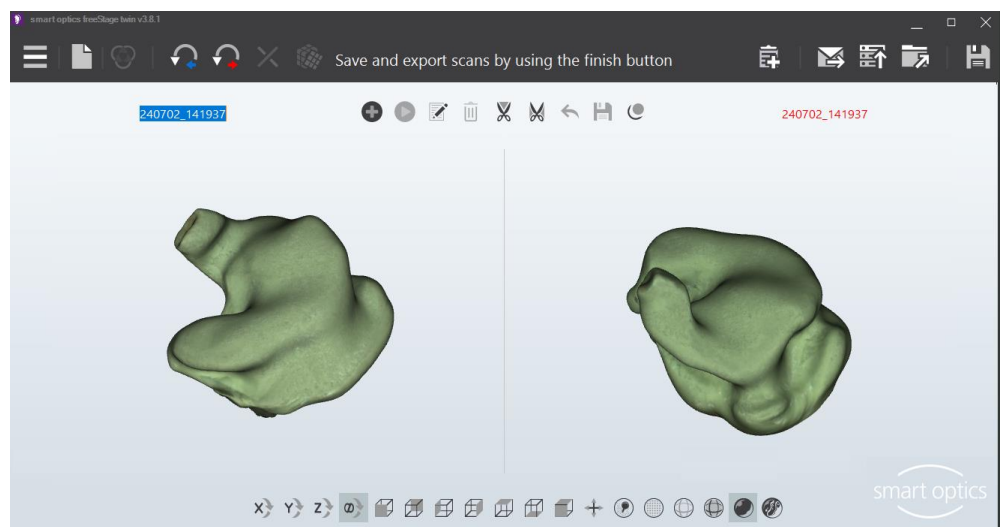 smart optics freeStage twin v3.8.1
Save and export scans by using the finish button
240702_141937
240702_141937
X Y Z
smart optics